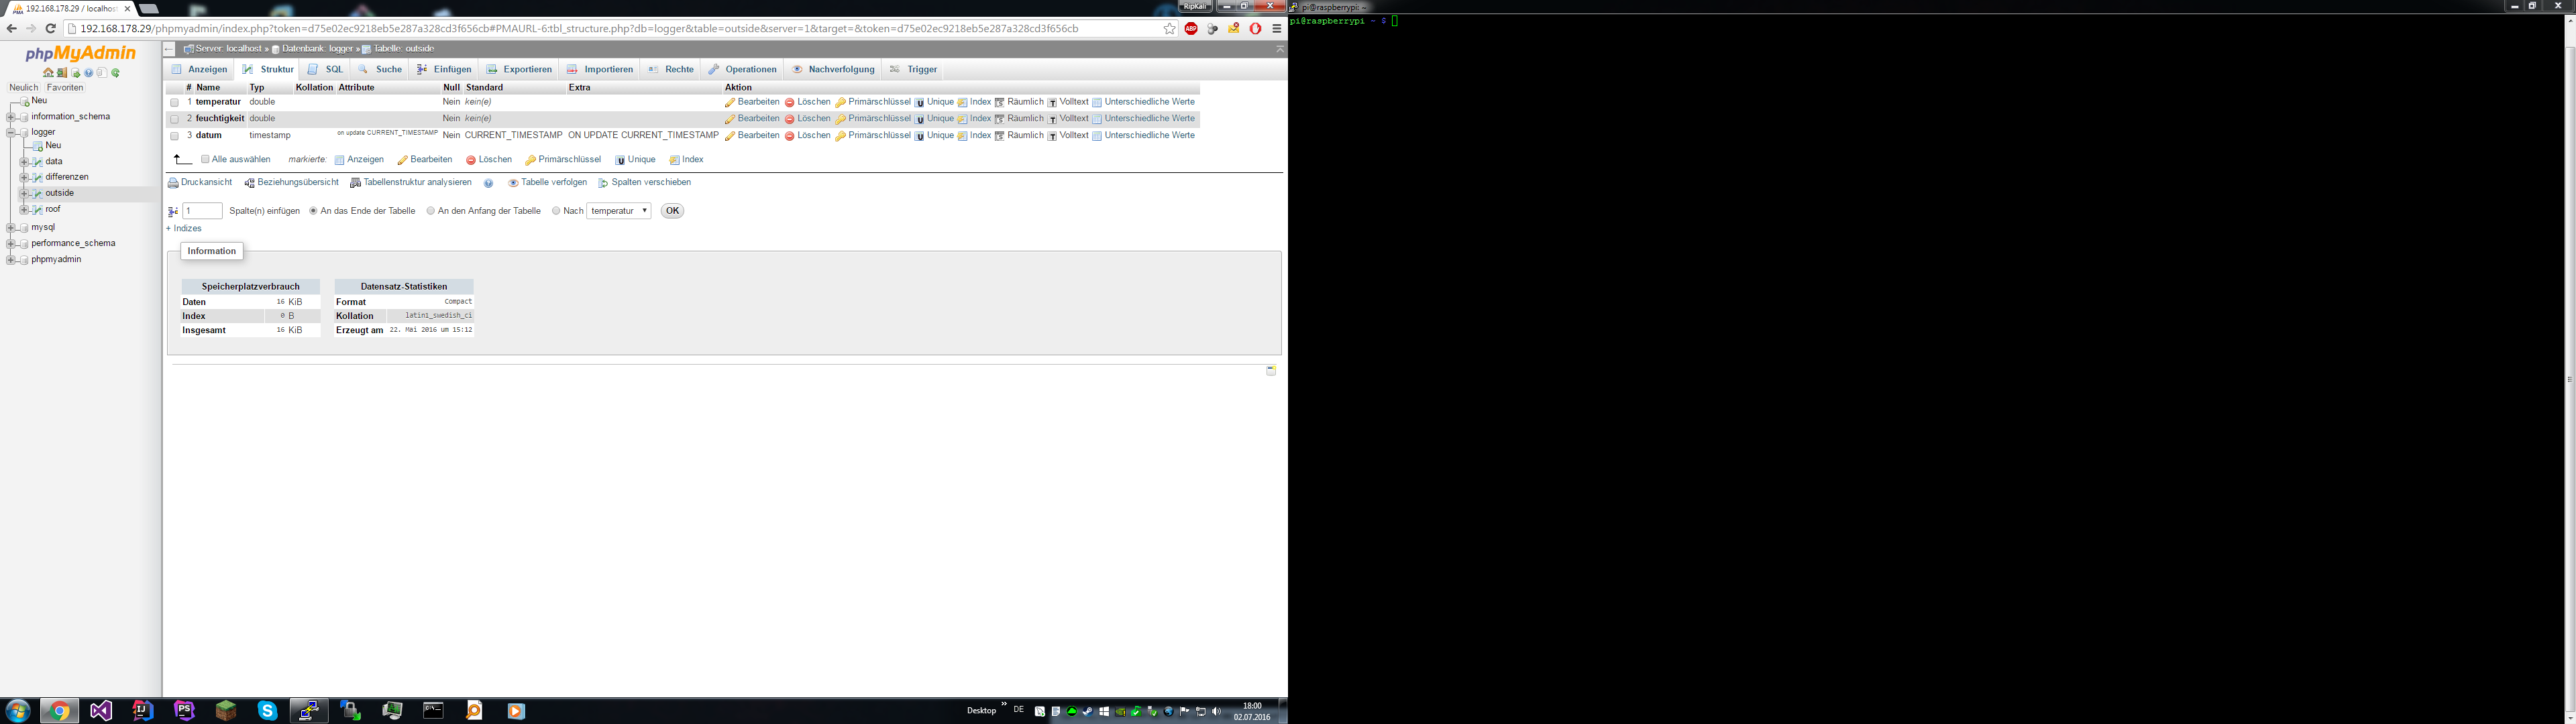 192.168.178.29 / localhost
RipKall
pi@raspberrypi: ~
192.168.178.29/phpmyadmin/index.php?token=d75e02ec9218eb5e287a328cd3f656cb#PMAURL-6:tbl_structure.php?db=logger&table=outside&server=1&target=&token=d75e02ec9218eb5e287a328cd3f656cb
pi@raspberrypi ~ $
phpMyAdmin
Neulich Favoriten
Neu
information_schema
logger
Neu
data
differenzen
outside
roof
mysql
performance_schema
phpmyadmin
Server: localhost » Datenbank: logger » Tabelle: outside
Anzeigen Struktur SQL Suche Einfügen Exportieren Importieren Rechte Operationen Nachverfolgung Trigger
# Name Typ Kollation Attribute Null Standard Extra Aktion
1 temperatur double Nein kein(e) Bearbeiten Löschen Primärschlüssel Unique Index Räumlich Volltext Unterschiedliche Werte
2 feuchtigkeit double Nein kein(e) Bearbeiten Löschen Primärschlüssel Unique Index Räumlich Volltext Unterschiedliche Werte
3 datum timestamp on update CURRENT_TIMESTAMP Nein CURRENT_TIMESTAMP ON UPDATE CURRENT_TIMESTAMP Bearbeiten Löschen Primärschlüssel Unique Index Räumlich Volltext Unterschiedliche Werte
Alle auswählen markierte: Anzeigen Bearbeiten Löschen Primärschlüssel Unique Index
Druckansicht Beziehungsübersicht Tabellenstruktur analysieren Tabelle verfolgen Spalten verschieben
1 Spalte(n) einfügen An das Ende der Tabelle An den Anfang der Tabelle Nach temperatur OK
+ Indizes
Information
Speicherplatzverbrauch
Daten 16 KiB
Index 0 B
Insgesamt 16 KiB
Datensatz-Statistiken
Format Compact
Kollation latin1_swedish_ci
Erzeugt am 22. Mai 2016 um 15:12
Desktop » DE
18:00
02.07.2016